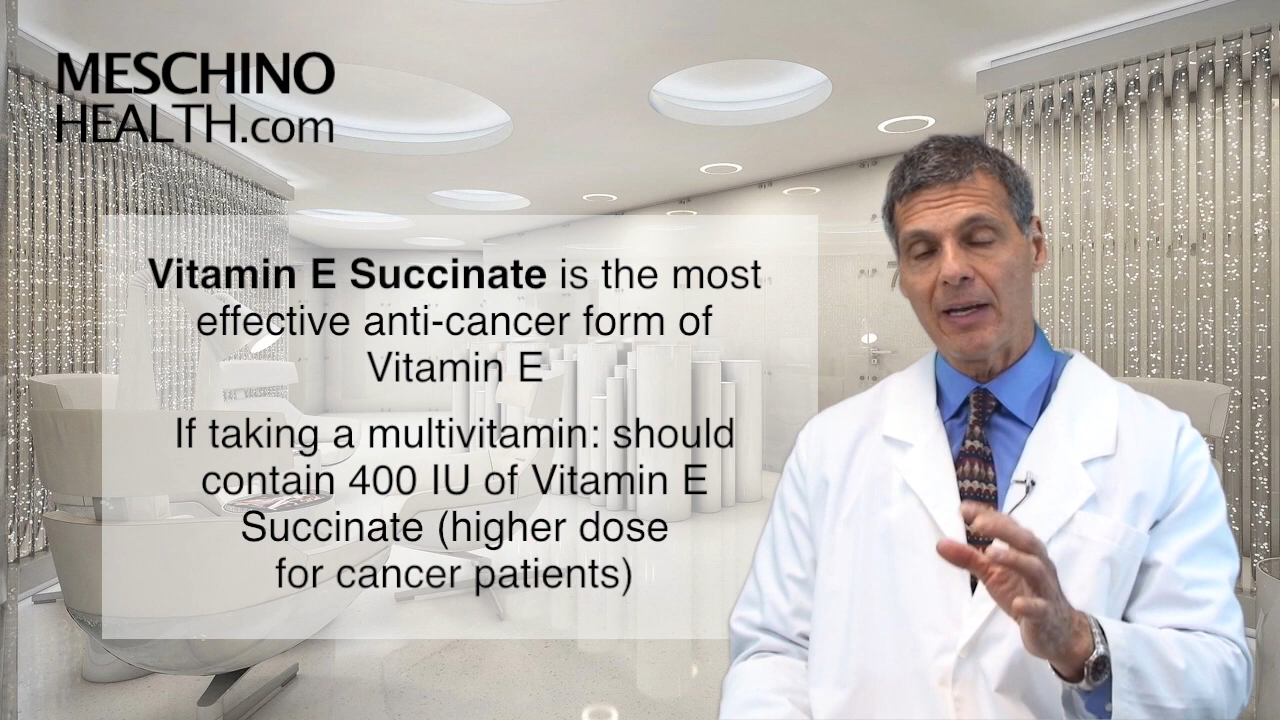 MESCHINO
HEALTH.com
Vitamin E Succinate is the most
effective anti-cancer form of
Vitamin E
If taking a multivitamin: should
contain 400 IU of Vitamin E
Succinate (higher dose
for cancer patients)